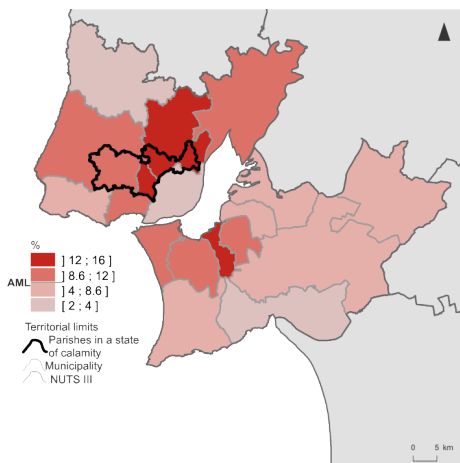 %
] 12 ; 16 ]
] 8.6 ; 12 ]
AML
] 4 ; 8.6 ]
[ 2 ; 4 ]
Territorial limits
Parishes in a state
of calamity
Municipality
NUTS III
0 5 km